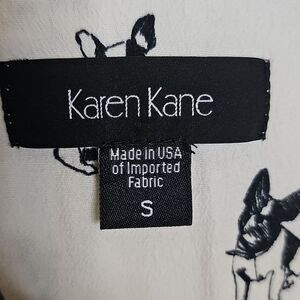 Karen Kane
Made in USA
of Imported
Fabric
S